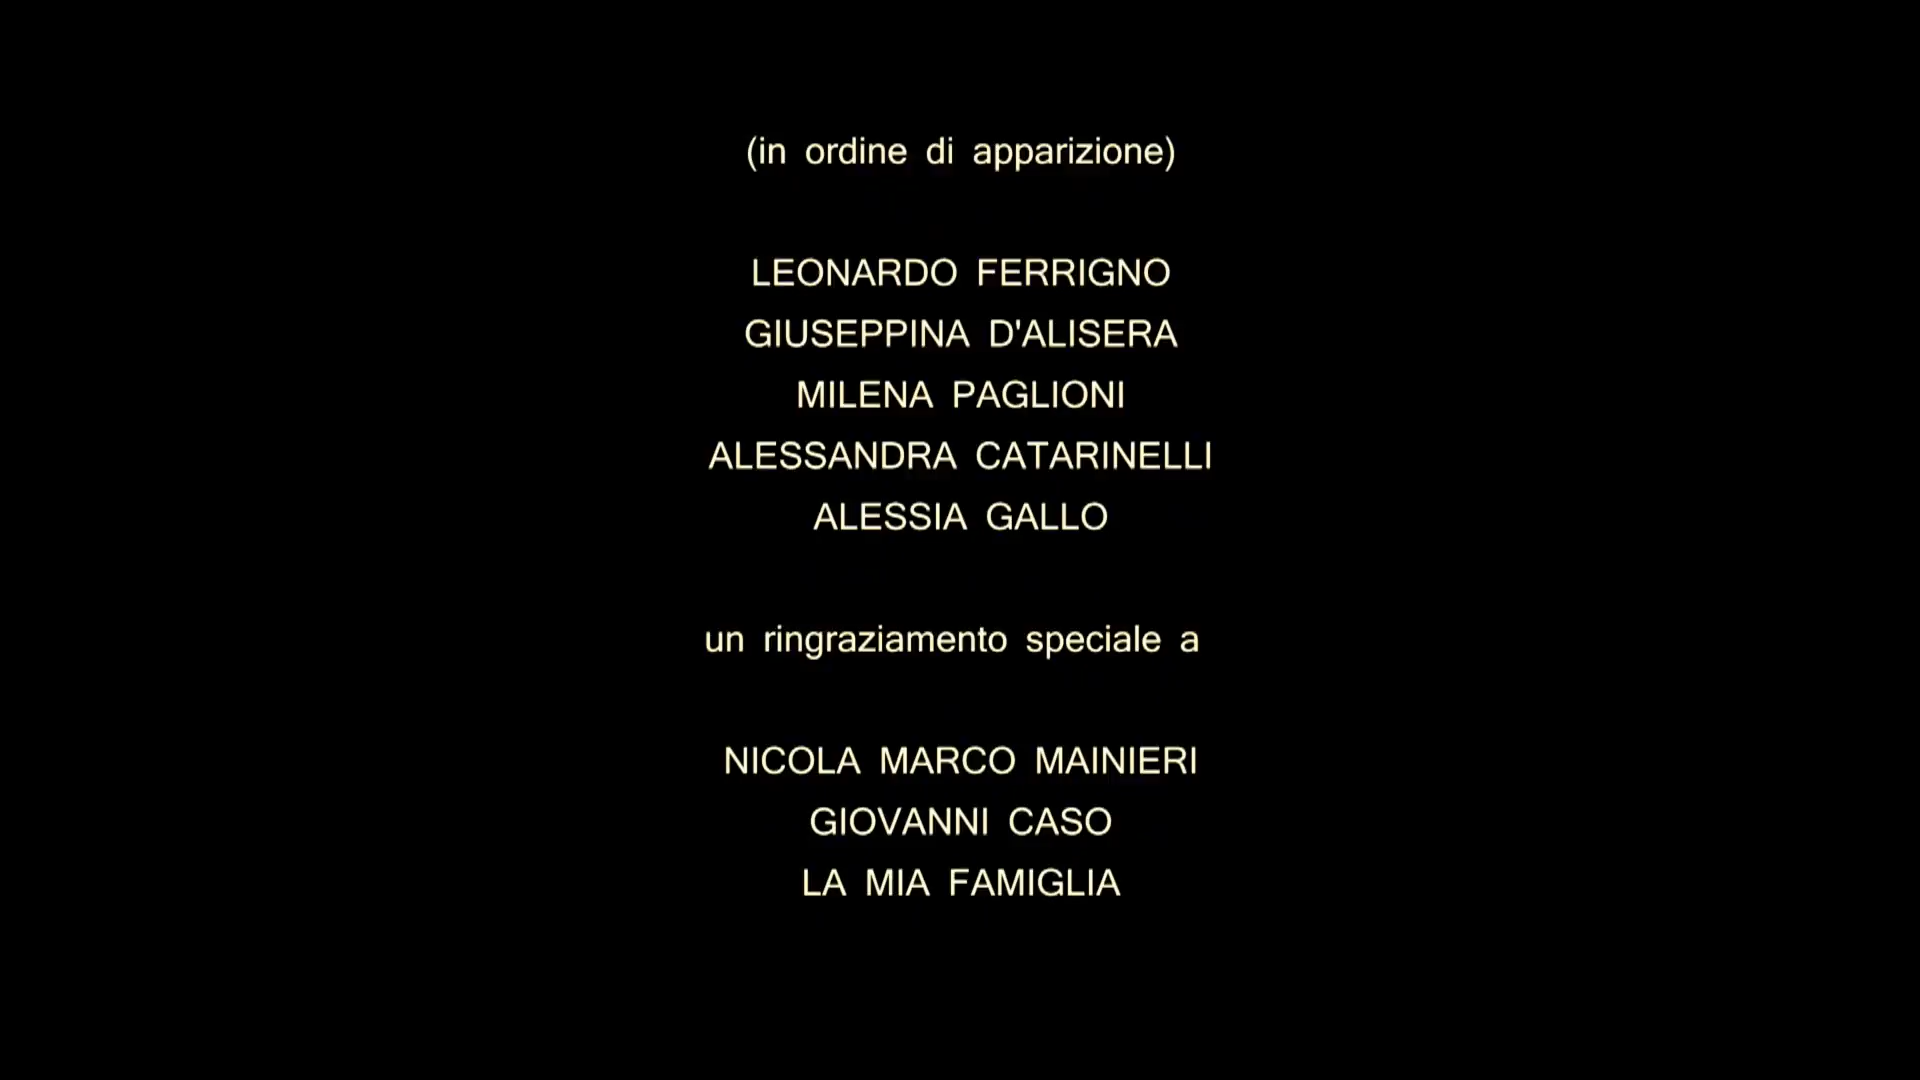 (in ordine di apparizione)
LEONARDO FERRIGNO
GIUSEPPINA D'ALISERA
MILENA PAGLIONI
ALESSANDRA CATARINELLI
ALESSIA GALLO
un ringraziamento speciale a
NICOLA MARCO MAINIERI
GIOVANNI CASO
LA MIA FAMIGLIA